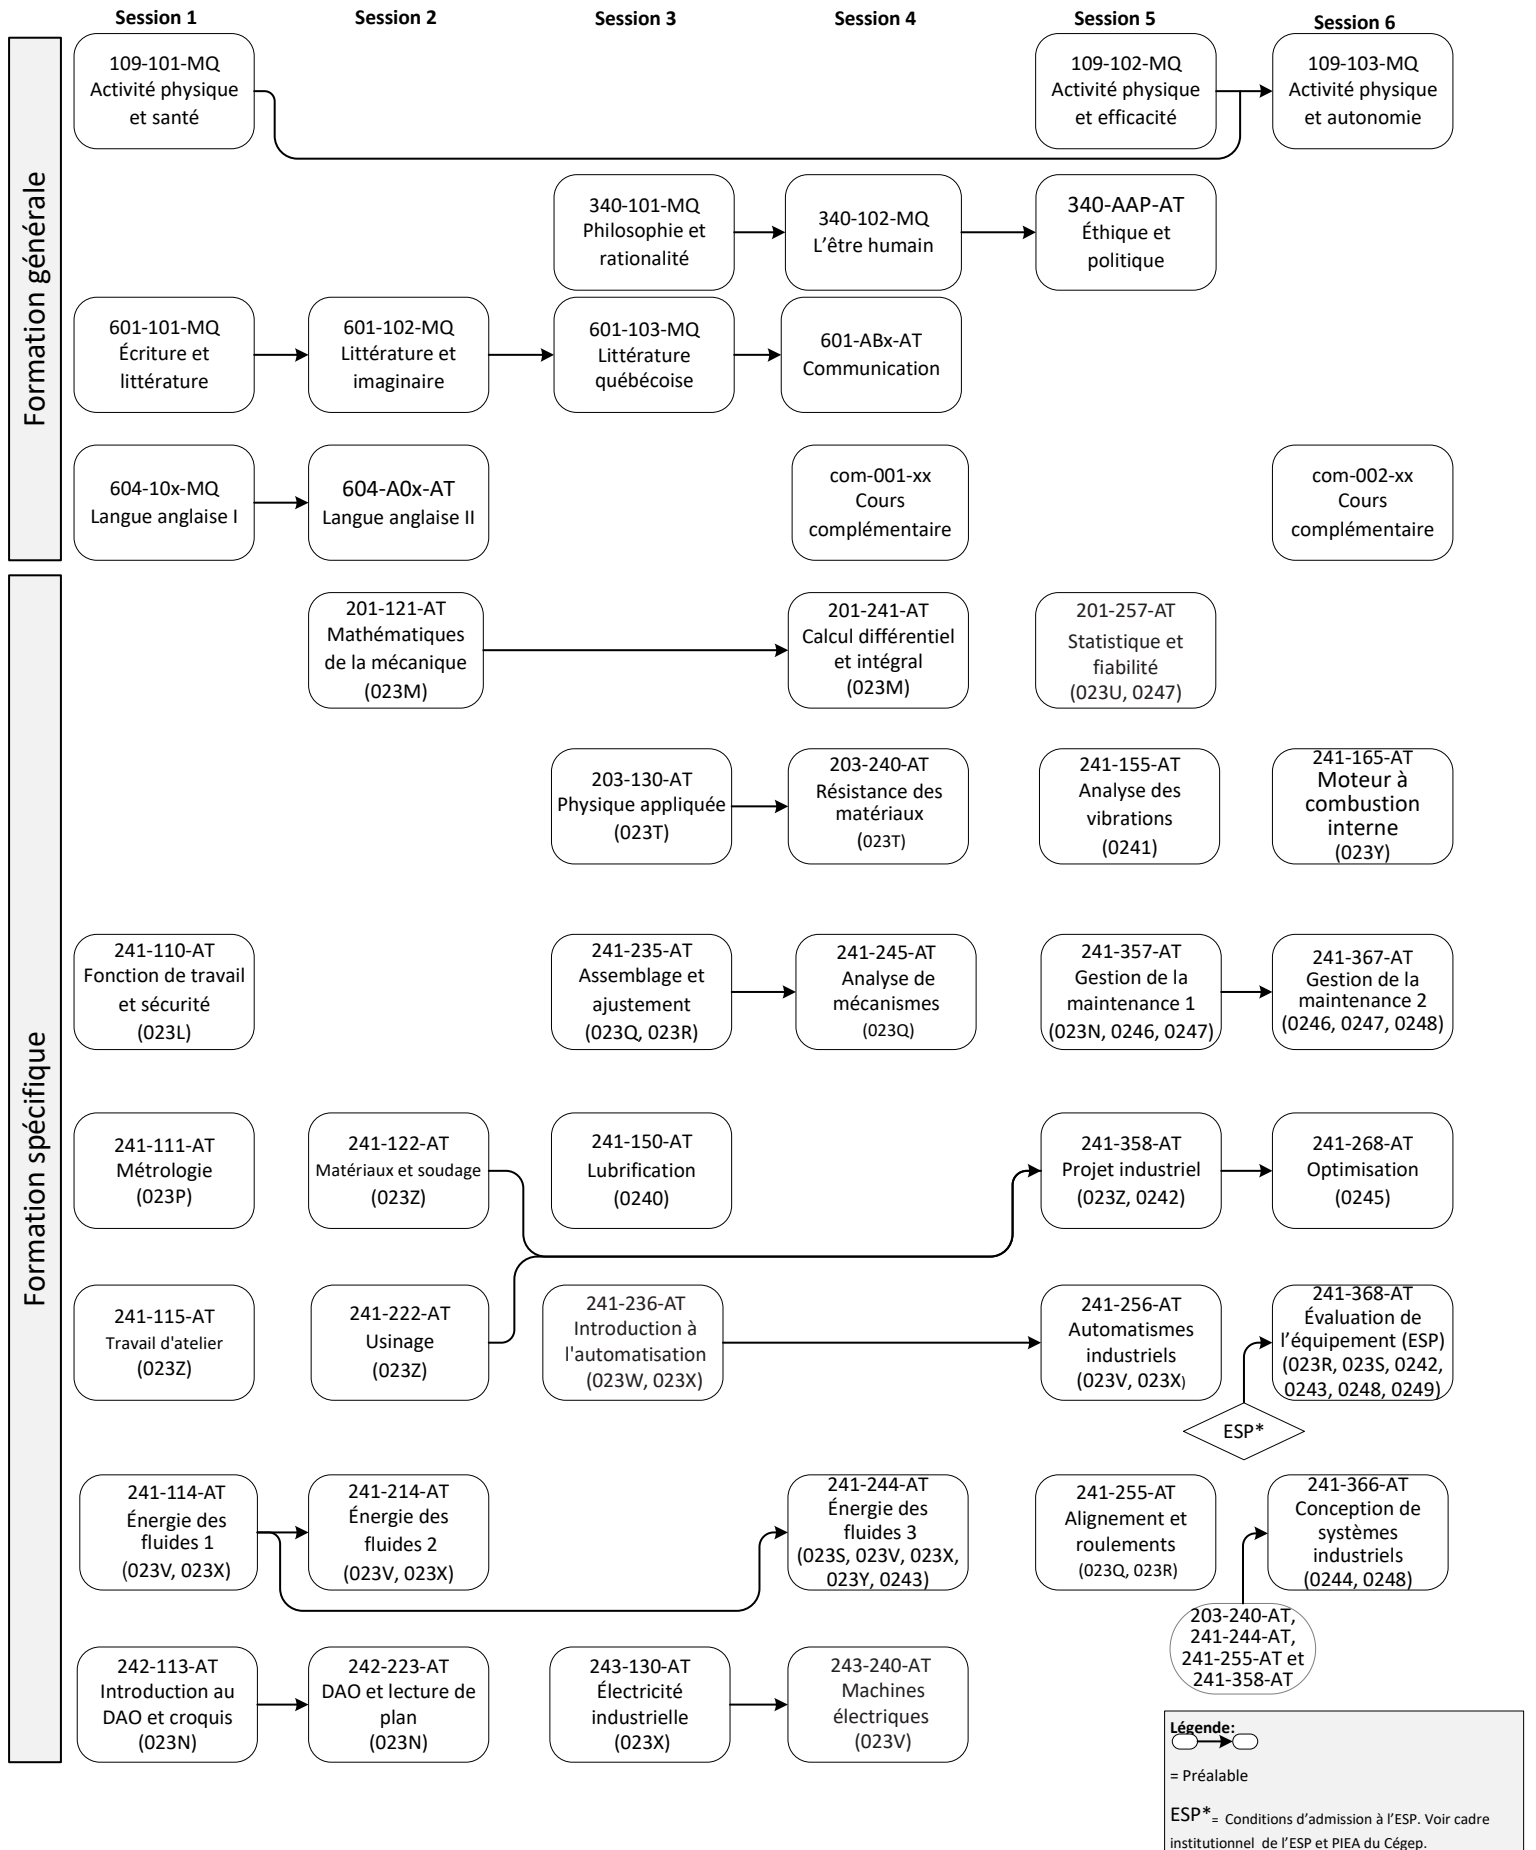 Session 1
Session 2
Session 3
Session 4
Session 5
Session 6
Formation générale
109-101-MQ
Activité physique
et santé
109-102-MQ
Activité physique
et efficacité
109-103-MQ
Activité physique
et autonomie
340-101-MQ
Philosophie et
rationalité
340-102-MQ
L'être humain
340-AAP-AT
Éthique et
politique
601-101-MQ
Écriture et
littérature
601-102-MQ
Littérature et
imaginaire
601-103-MQ
Littérature
québécoise
601-ABx-AT
Communication
604-10x-MQ
Langue anglaise I
604-A0x-AT
Langue anglaise II
com-001-xx
Cours
complémentaire
com-002-xx
Cours
complémentaire
Formation spécifique
201-121-AT
Mathématiques
de la mécanique
(023M)
201-241-AT
Calcul différentiel
et intégral
(023M)
201-257-AT
Statistique et
fiabilité
(023U, 0247)
203-130-AT
Physique appliquée
(023T)
203-240-AT
Résistance des
matériaux
(023T)
241-155-AT
Analyse des
vibrations
(0241)
241-165-AT
Moteur à
combustion
interne
(023Y)
241-110-AT
Fonction de travail
et sécurité
(023L)
241-235-AT
Assemblage et
ajustement
(023Q, 023R)
241-245-AT
Analyse de
mécanismes
(023Q)
241-357-AT
Gestion de la
maintenance 1
(023N, 0246, 0247)
241-367-AT
Gestion de la
maintenance 2
(0246, 0247, 0248)
241-111-AT
Métrologie
(023P)
241-122-AT
Matériaux et soudage
(023Z)
241-150-AT
Lubrification
(0240)
241-358-AT
Projet industriel
(023Z, 0242)
241-268-AT
Optimisation
(0245)
241-115-AT
Travail d'atelier
(023Z)
241-222-AT
Usinage
(023Z)
241-236-AT
Introduction à
l'automatisation
(023W, 023X)
241-256-AT
Automatismes
industriels
(023V, 023X)
241-368-AT
Évaluation de
l'équipement (ESP)
(023R, 023S, 0242,
0243, 0248, 0249)
ESP*
241-114-AT
Énergie des
fluides 1
(023V, 023X)
241-214-AT
Énergie des
fluides 2
(023V, 023X)
241-244-AT
Énergie des
fluides 3
(023S, 023V, 023X,
023Y, 0243)
241-255-AT
Alignement et
roulements
(023Q, 023R)
241-366-AT
Conception de
systèmes
industriels
(0244, 0248)
203-240-AT,
241-244-AT,
241-255-AT et
241-358-AT
242-113-AT
Introduction au
DAO et croquis
(023N)
242-223-AT
DAO et lecture de
plan
(023N)
243-130-AT
Électricité
industrielle
(023X)
243-240-AT
Machines
électriques
(023V)
Légende:
= Préalable
ESP*= Conditions d'admission à l'ESP. Voir cadre
institutionnel de l'ESP et PIEA du Cégep.